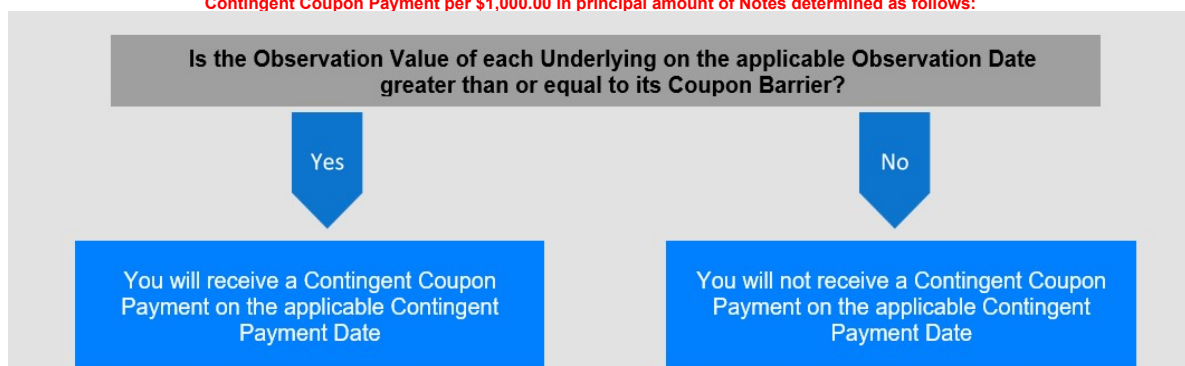 Contingent Coupon Payment per $1,000.00 in principal amount of Notes determined as follows:
Is the Observation Value of each Underlying on the applicable Observation Date
greater than or equal to its Coupon Barrier?
Yes
No
You will receive a Contingent Coupon
Payment on the applicable Contingent
Payment Date
You will not receive a Contingent Coupon
Payment on the applicable Contingent
Payment Date